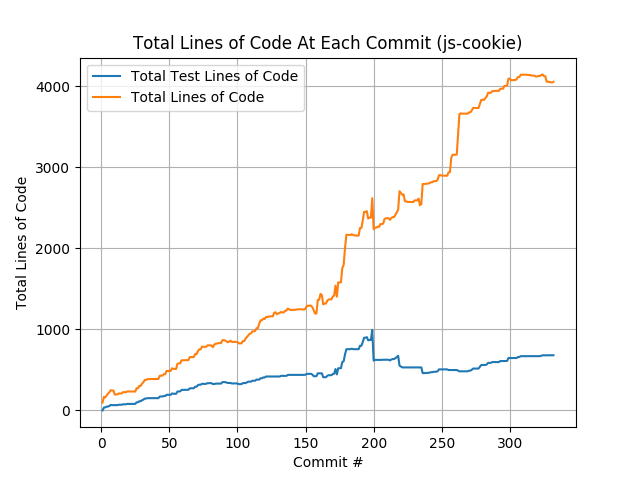 Total Lines of Code At Each Commit (js-cookie)
Total Test Lines of Code
Total Lines of Code
Total Lines of Code
4000
3000
2000
1000
0
0 50 100 150 200 250 300
Commit #